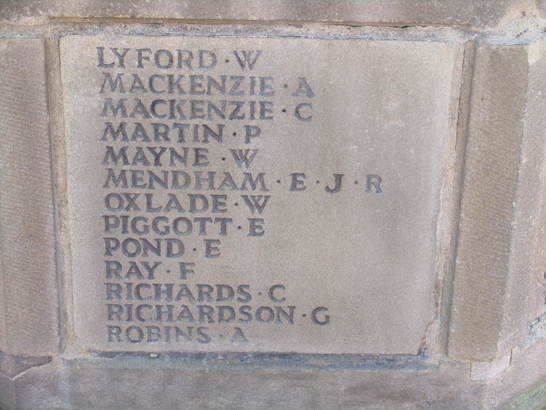 LYFORD·W
MACKENZIE·A
MACKENZIE·C
MARTIN·P
MAYNE·W
MENDHAM·E·J·R
OXLADE·W
PIGGOTT·E
POND·E
RAY·F
RICHARDS·C
RICHARDSON·G
ROBINS·A